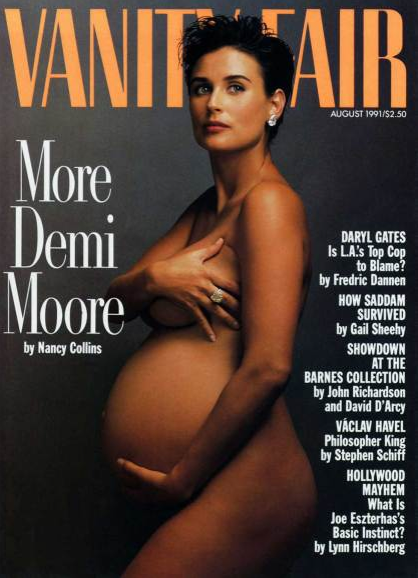 VANITY FAIR
AUGUST 1991/$2.50
More
Demi
Moore
by Nancy Collins
DARYL GATES
Is L.A.'s Top Cop
to Blame?
by Fredric Dannen
HOW SADDAM
SURVIVED
by Gail Sheehy
SHOWDOWN
AT THE
BARNES COLLECTION
by John Richardson
and David D'Arcy
VÁCLAV HAVEL
Philosopher King
by Stephen Schiff
HOLLYWOOD
MAYHEM
What Is
Joe Eszterhas's
Basic Instinct?
by Lynn Hirschberg